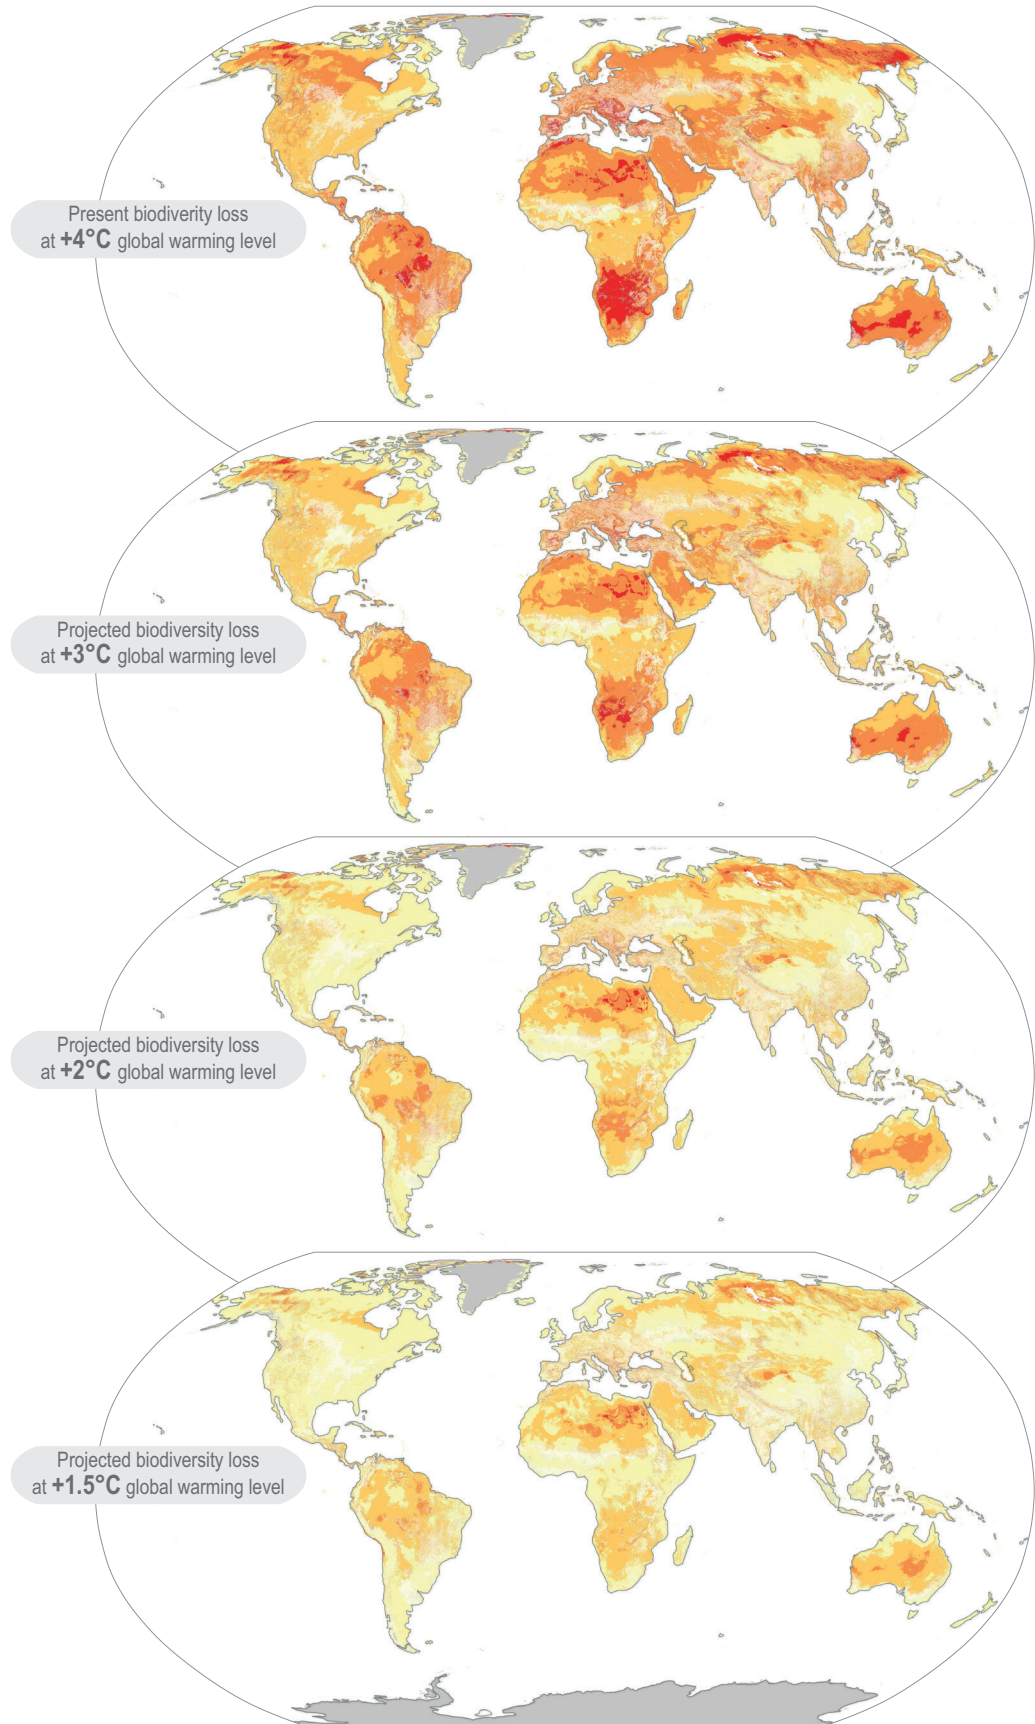 Present biodiverity loss
at +4°C global warming level
Projected biodiversity loss
at +3°C global warming level
Projected biodiversity loss
at +2°C global warming level
Projected biodiversity loss
at +1.5°C global warming level